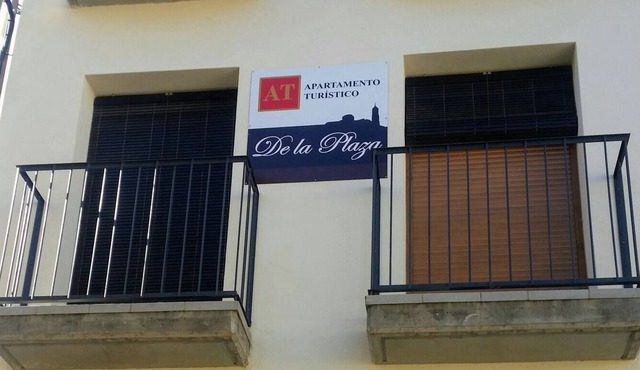 AT
APARTAMENTO
TURÍSTICO
De la Plaza